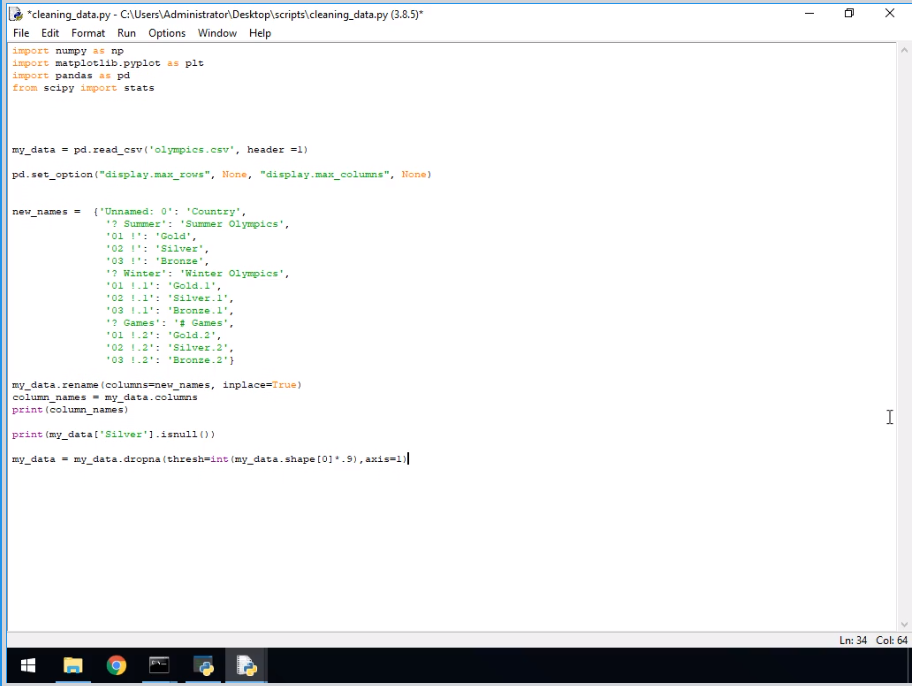 *cleaning_data.py - C:\Users\Administrator\Desktop\scripts\cleaning_data.py (3.8.5)*
File Edit Format Run Options Window Help
import numpy as np
import matplotlib.pyplot as plt
import pandas as pd
from scipy import stats
my_data = pd.read_csv('olympics.csv', header =1)
pd.set_option("display.max_rows", None, "display.max_columns", None)
new_names =  {'Unnamed: 0': 'Country',
'? Summer': 'Summer Olympics',
'01 !': 'Gold',
'02 !': 'Silver',
'03 !': 'Bronze',
'? Winter': 'Winter Olympics',
'01 !.1': 'Gold.1',
'02 !.1': 'Silver.1',
'03 !.1': 'Bronze.1',
'? Games': '# Games',
'01 !.2': 'Gold.2',
'02 !.2': 'Silver.2',
'03 !.2': 'Bronze.2'}
my_data.rename(columns=new_names, inplace=True)
column_names = my_data.columns
print(column_names)
print(my_data['Silver'].isnull())
my_data = my_data.dropna(thresh=int(my_data.shape[0]*.9),axis=1)
Ln: 34 Col: 64